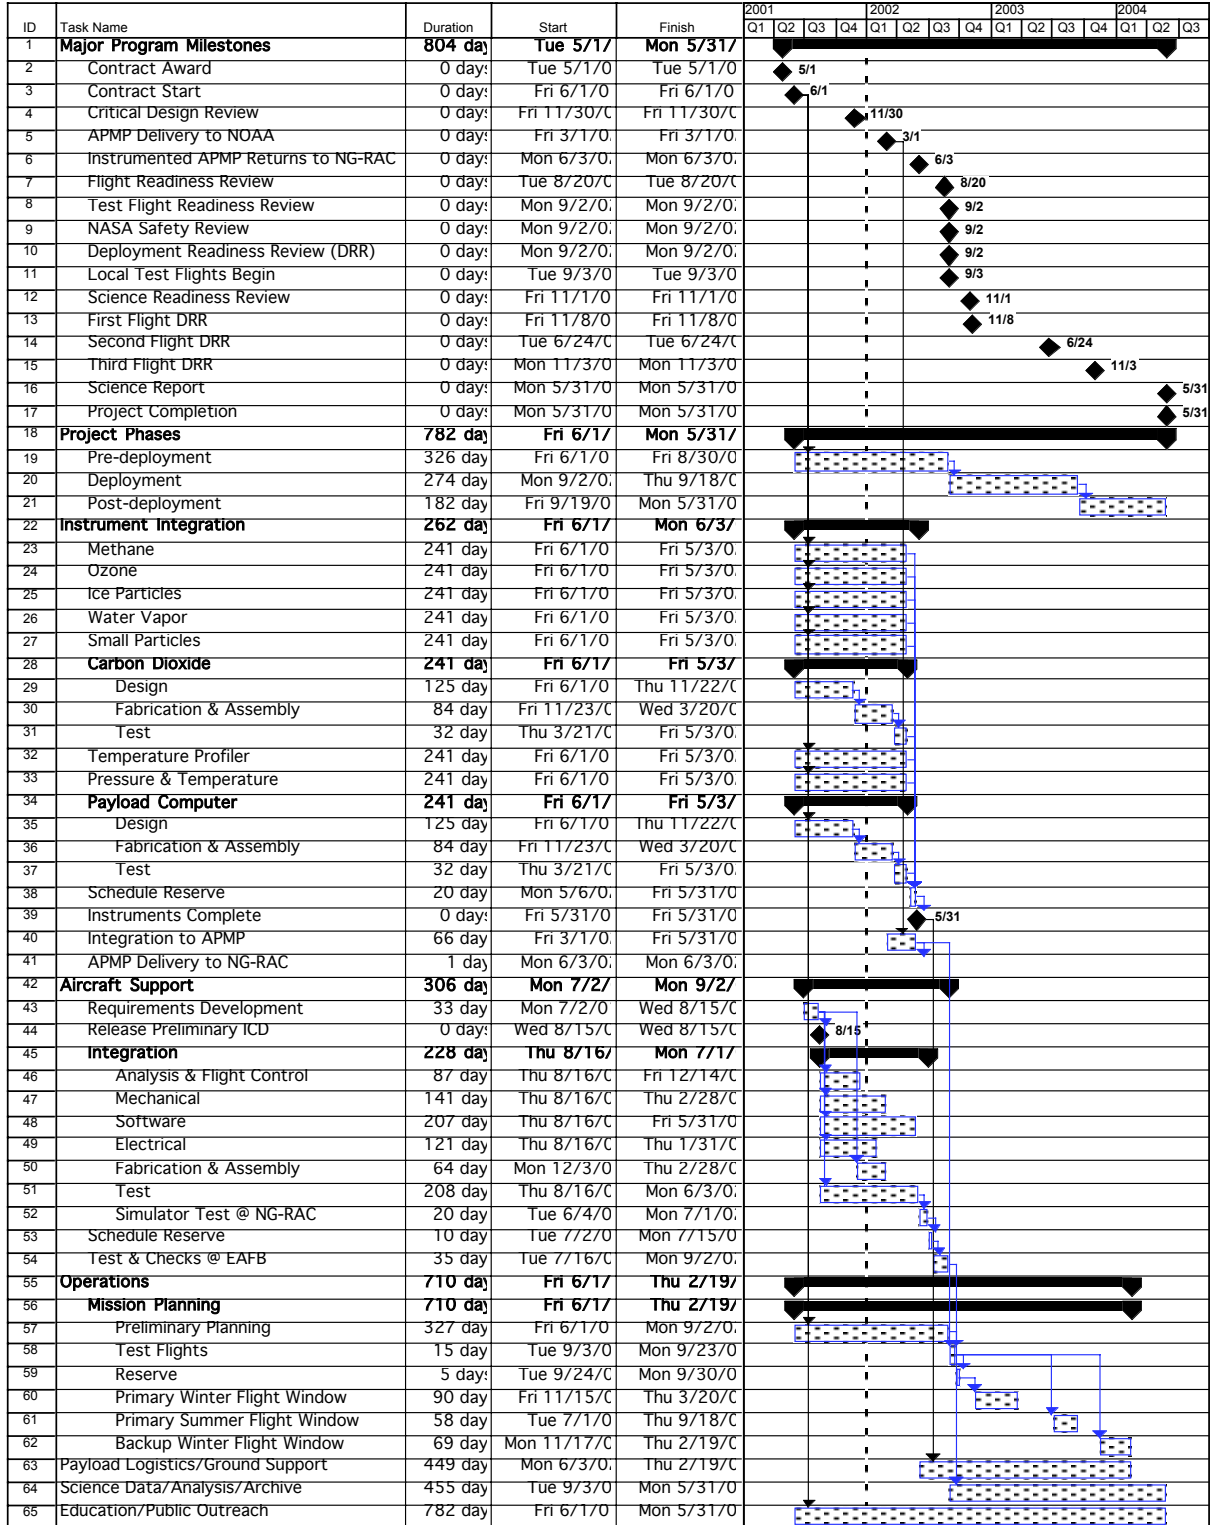 2001 2002 2003 2004
ID Task Name Duration Start Finish Q1 Q2 Q3 Q4 Q1 Q2 Q3 Q4 Q1 Q2 Q3 Q4 Q1 Q2 Q3
1 Major Program Milestones 804 day Tue 5/1/ Mon 5/31/
2 Contract Award 0 days Tue 5/1/0 Tue 5/1/0 5/1
3 Contract Start 0 days Fri 6/1/0 Fri 6/1/0 6/1
4 Critical Design Review 0 days Fri 11/30/0 Fri 11/30/0 11/30
5 APMP Delivery to NOAA 0 days Fri 3/1/0 Fri 3/1/0 3/1
6 Instrumented APMP Returns to NG-RAC 0 days Mon 6/3/0 Mon 6/3/0 6/3
7 Flight Readiness Review 0 days Tue 8/20/0 Tue 8/20/0 8/20
8 Test Flight Readiness Review 0 days Mon 9/2/0 Mon 9/2/0 9/2
9 NASA Safety Review 0 days Mon 9/2/0 Mon 9/2/0 9/2
10 Deployment Readiness Review (DRR) 0 days Mon 9/2/0 Mon 9/2/0 9/2
11 Local Test Flights Begin 0 days Tue 9/3/0 Tue 9/3/0 9/3
12 Science Readiness Review 0 days Fri 11/1/0 Fri 11/1/0 11/1
13 First Flight DRR 0 days Fri 11/8/0 Fri 11/8/0 11/8
14 Second Flight DRR 0 days Tue 6/24/0 Tue 6/24/0 6/24
15 Third Flight DRR 0 days Mon 11/3/0 Mon 11/3/0 11/3
16 Science Report 0 days Mon 5/31/0 Mon 5/31/0 5/31
17 Project Completion 0 days Mon 5/31/0 Mon 5/31/0 5/31
18 Project Phases 782 day Fri 6/1/ Mon 5/31/
19 Pre-deployment 326 day Fri 6/1/0 Fri 8/30/0
20 Deployment 274 day Mon 9/2/0 Thu 9/18/0
21 Post-deployment 182 day Fri 9/19/0 Mon 5/31/0
22 Instrument Integration 262 day Fri 6/1/ Mon 6/3/
23 Methane 241 day Fri 6/1/0 Fri 5/3/0
24 Ozone 241 day Fri 6/1/0 Fri 5/3/0
25 Ice Particles 241 day Fri 6/1/0 Fri 5/3/0
26 Water Vapor 241 day Fri 6/1/0 Fri 5/3/0
27 Small Particles 241 day Fri 6/1/0 Fri 5/3/0
28 Carbon Dioxide 241 day Fri 6/1/ Fri 5/3/
29 Design 125 day Fri 6/1/0 Thu 11/22/0
30 Fabrication & Assembly 84 day Fri 11/23/0 Wed 3/20/0
31 Test 32 day Thu 3/21/0 Fri 5/3/0
32 Temperature Profiler 241 day Fri 6/1/0 Fri 5/3/0
33 Pressure & Temperature 241 day Fri 6/1/0 Fri 5/3/0
34 Payload Computer 241 day Fri 6/1/ Fri 5/3/
35 Design 125 day Fri 6/1/0 Thu 11/22/0
36 Fabrication & Assembly 84 day Fri 11/23/0 Wed 3/20/0
37 Test 32 day Thu 3/21/0 Fri 5/3/0
38 Schedule Reserve 20 day Mon 5/6/0 Fri 5/31/0
39 Instruments Complete 0 days Fri 5/31/0 Fri 5/31/0 5/31
40 Integration to APMP 66 day Fri 3/1/0 Fri 5/31/0
41 APMP Delivery to NG-RAC 1 day Mon 6/3/0 Mon 6/3/0
42 Aircraft Support 306 day Mon 7/2/ Mon 9/2/
43 Requirements Development 33 day Mon 7/2/0 Wed 8/15/0
44 Release Preliminary ICD 0 days Wed 8/15/0 Wed 8/15/0 8/15
45 Integration 228 day Thu 8/16/ Mon 7/1/
46 Analysis & Flight Control 87 day Thu 8/16/0 Fri 12/14/0
47 Mechanical 141 day Thu 8/16/0 Thu 2/28/0
48 Software 207 day Thu 8/16/0 Fri 5/31/0
49 Electrical 121 day Thu 8/16/0 Thu 1/31/0
50 Fabrication & Assembly 64 day Mon 12/3/0 Thu 2/28/0
51 Test 208 day Thu 8/16/0 Mon 6/3/0
52 Simulator Test @ NG-RAC 20 day Tue 6/4/0 Mon 7/1/0
53 Schedule Reserve 10 day Tue 7/2/0 Mon 7/15/0
54 Test & Checks @ EAFB 35 day Tue 7/16/0 Mon 9/2/0
55 Operations 710 day Fri 6/1/ Thu 2/19/
56 Mission Planning 710 day Fri 6/1/ Thu 2/19/
57 Preliminary Planning 327 day Fri 6/1/0 Mon 9/2/0
58 Test Flights 15 day Tue 9/3/0 Mon 9/23/0
59 Reserve 5 days Tue 9/24/0 Mon 9/30/0
60 Primary Winter Flight Window 90 day Fri 11/15/0 Thu 3/20/0
61 Primary Summer Flight Window 58 day Tue 7/1/0 Thu 9/18/0
62 Backup Winter Flight Window 69 day Mon 11/17/0 Thu 2/19/0
63 Payload Logistics/Ground Support 449 day Mon 6/3/0 Thu 2/19/0
64 Science Data/Analysis/Archive 455 day Tue 9/3/0 Mon 5/31/0
65 Education/Public Outreach 782 day Fri 6/1/0 Mon 5/31/0